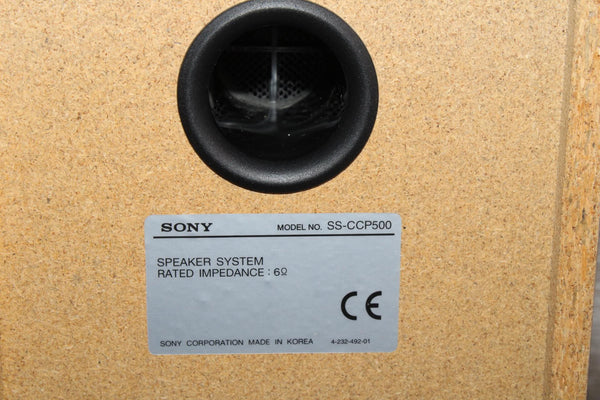 SONY MODEL NO. SS-CCP500
SPEAKER SYSTEM
RATED IMPEDANCE : 6Ω
CE
SONY CORPORATION MADE IN KOREA 4-232-492-01